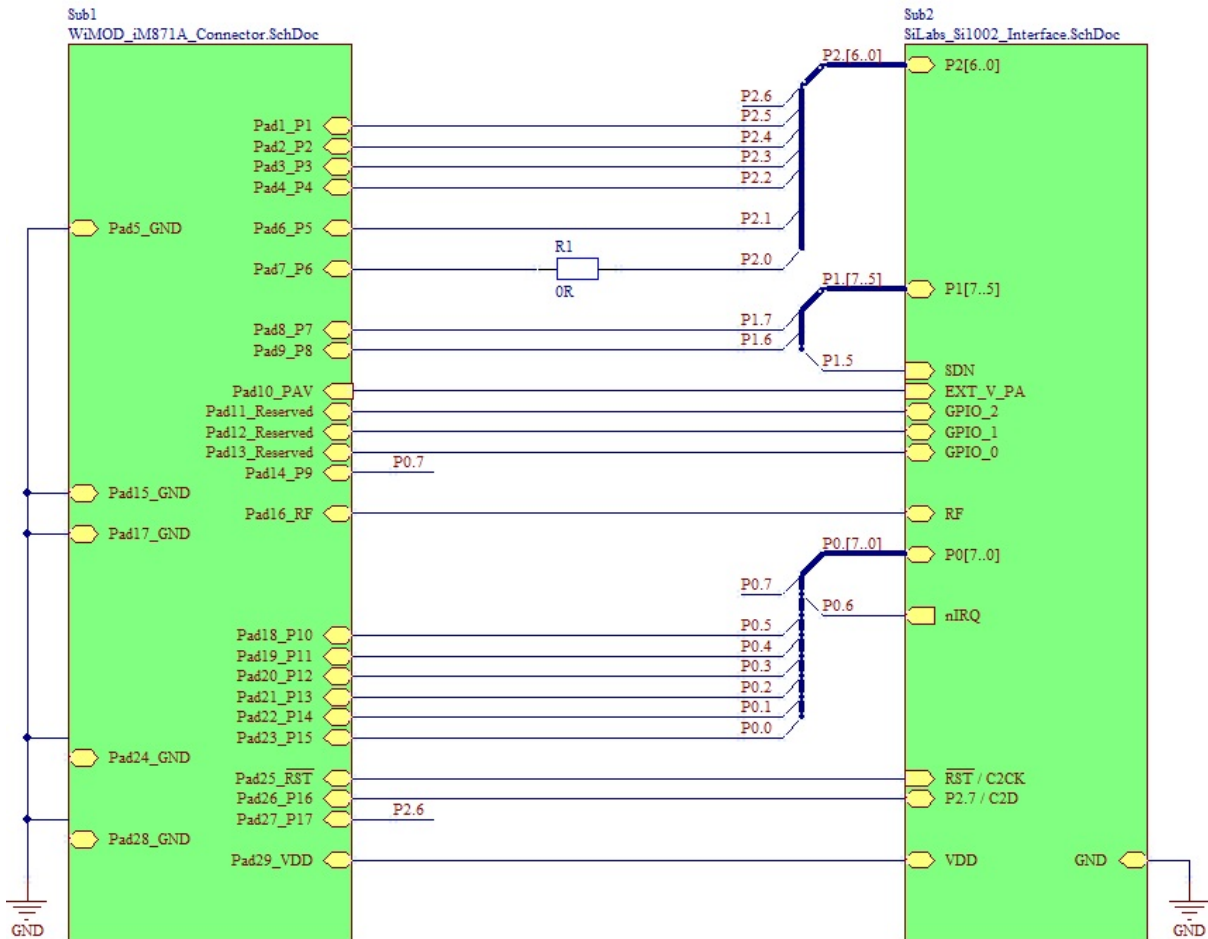 Sub1
WiMOD_iM871A_Connector.SchDoc
Sub2
SiLabs_Si1002_Interface.SchDoc
P2.[6..0]
P2[6..0]
P2.6
P2.5
Pad1_P1
P2.4
Pad2_P2
P2.3
Pad3_P3
P2.2
Pad4_P4
Pad5_GND
Pad6_P5
P2.1
R1
Pad7_P6
P2.0
0R
P1.[7..5]
P1[7..5]
P1.7
Pad8_P7
P1.6
Pad9_P8
P1.5
SDN
Pad10_PAV
EXT_V_PA
Pad11_Reserved
GPIO_2
Pad12_Reserved
GPIO_1
Pad13_Reserved
GPIO_0
P0.7
Pad14_P9
Pad15_GND
Pad16_RF
RF
Pad17_GND
P0.[7..0]
P0[7..0]
P0.7
P0.6
nIRQ
P0.5
Pad18_P10
P0.4
Pad19_P11
P0.3
Pad20_P12
P0.2
Pad21_P13
P0.1
Pad22_P14
P0.0
Pad23_P15
Pad24_GND
Pad25_RST
RST / C2CK
Pad26_P16
P2.7 / C2D
P2.6
Pad27_P17
Pad28_GND
Pad29_VDD
VDD
GND
GND
GND